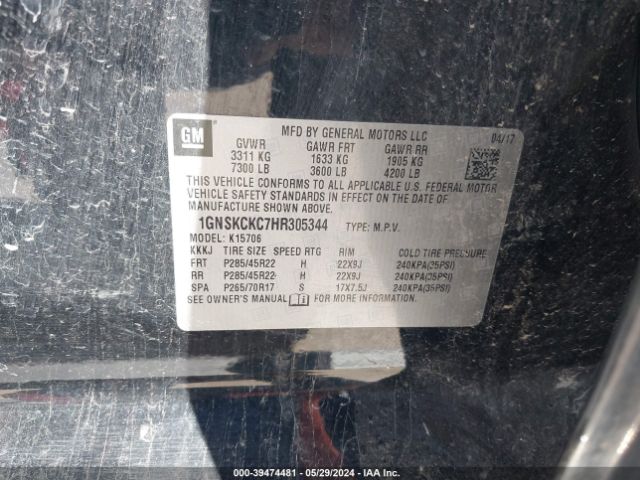 GM
MFD BY GENERAL MOTORS LLC 04/17
GVWR GAWR FRT GAWR RR
3311 KG 1633 KG 1905 KG
7300 LB 3600 LB 4200 LB
THIS VEHICLE CONFORMS TO ALL APPLICABLE U.S. FEDERAL MOTOR
VEHICLE SAFETY STANDARDS IN EFFECT ON THE DATE OF
MANUFACTURE SHOWN ABOVE.
1GNSKCKC7HR305344 TYPE: M.P.V.
MODEL: K15706
KKKJ TIRE SIZE SPEED RTG RIM COLD TIRE PRESSURE
FRT P285/45R22 H 22X9J 240KPA(35PSI)
RR P285/45R22 H 22X9J 240KPA(35PSI)
SPA P265/70R17 S 17X7.5J 240KPA(35PSI)
SEE OWNER'S MANUAL FOR MORE INFORMATION.
000-39474481 - 05/29/2024 - IAA Inc.